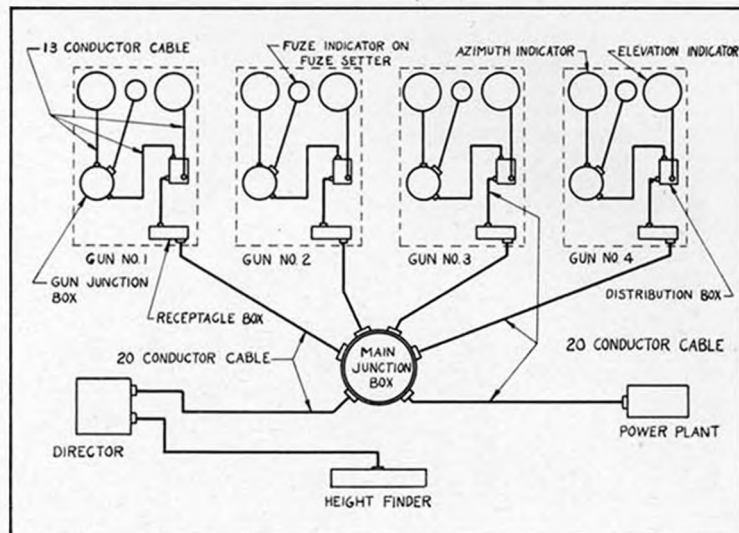 13 CONDUCTOR CABLE
FUZE INDICATOR ON
FUZE SETTER
AZIMUTH INDICATOR
ELEVATION INDICATOR
GUN NO. 1
GUN NO. 2
GUN NO. 3
GUN NO. 4
GUN JUNCTION
BOX
RECEPTACLE BOX
DISTRIBUTION BOX
20 CONDUCTOR CABLE
MAIN
JUNCTION
BOX
20 CONDUCTOR CABLE
DIRECTOR
POWER PLANT
HEIGHT FINDER